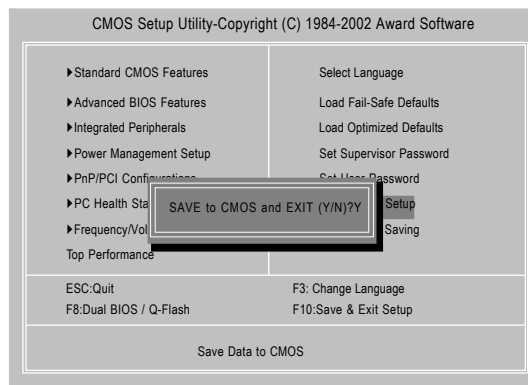 CMOS Setup Utility-Copyright (C) 1984-2002 Award Software
▶Standard CMOS Features
▶Advanced BIOS Features
▶Integrated Peripherals
▶Power Management Setup
▶PnP/PCI Configurations
▶PC Health Sta
▶Frequency/Vol
Top Performance
Select Language
Load Fail-Safe Defaults
Load Optimized Defaults
Set Supervisor Password
Set User Password
Setup
Saving
SAVE to CMOS and EXIT (Y/N)?Y
ESC:Quit
F3: Change Language
F8:Dual BIOS / Q-Flash
F10:Save & Exit Setup
Save Data to CMOS